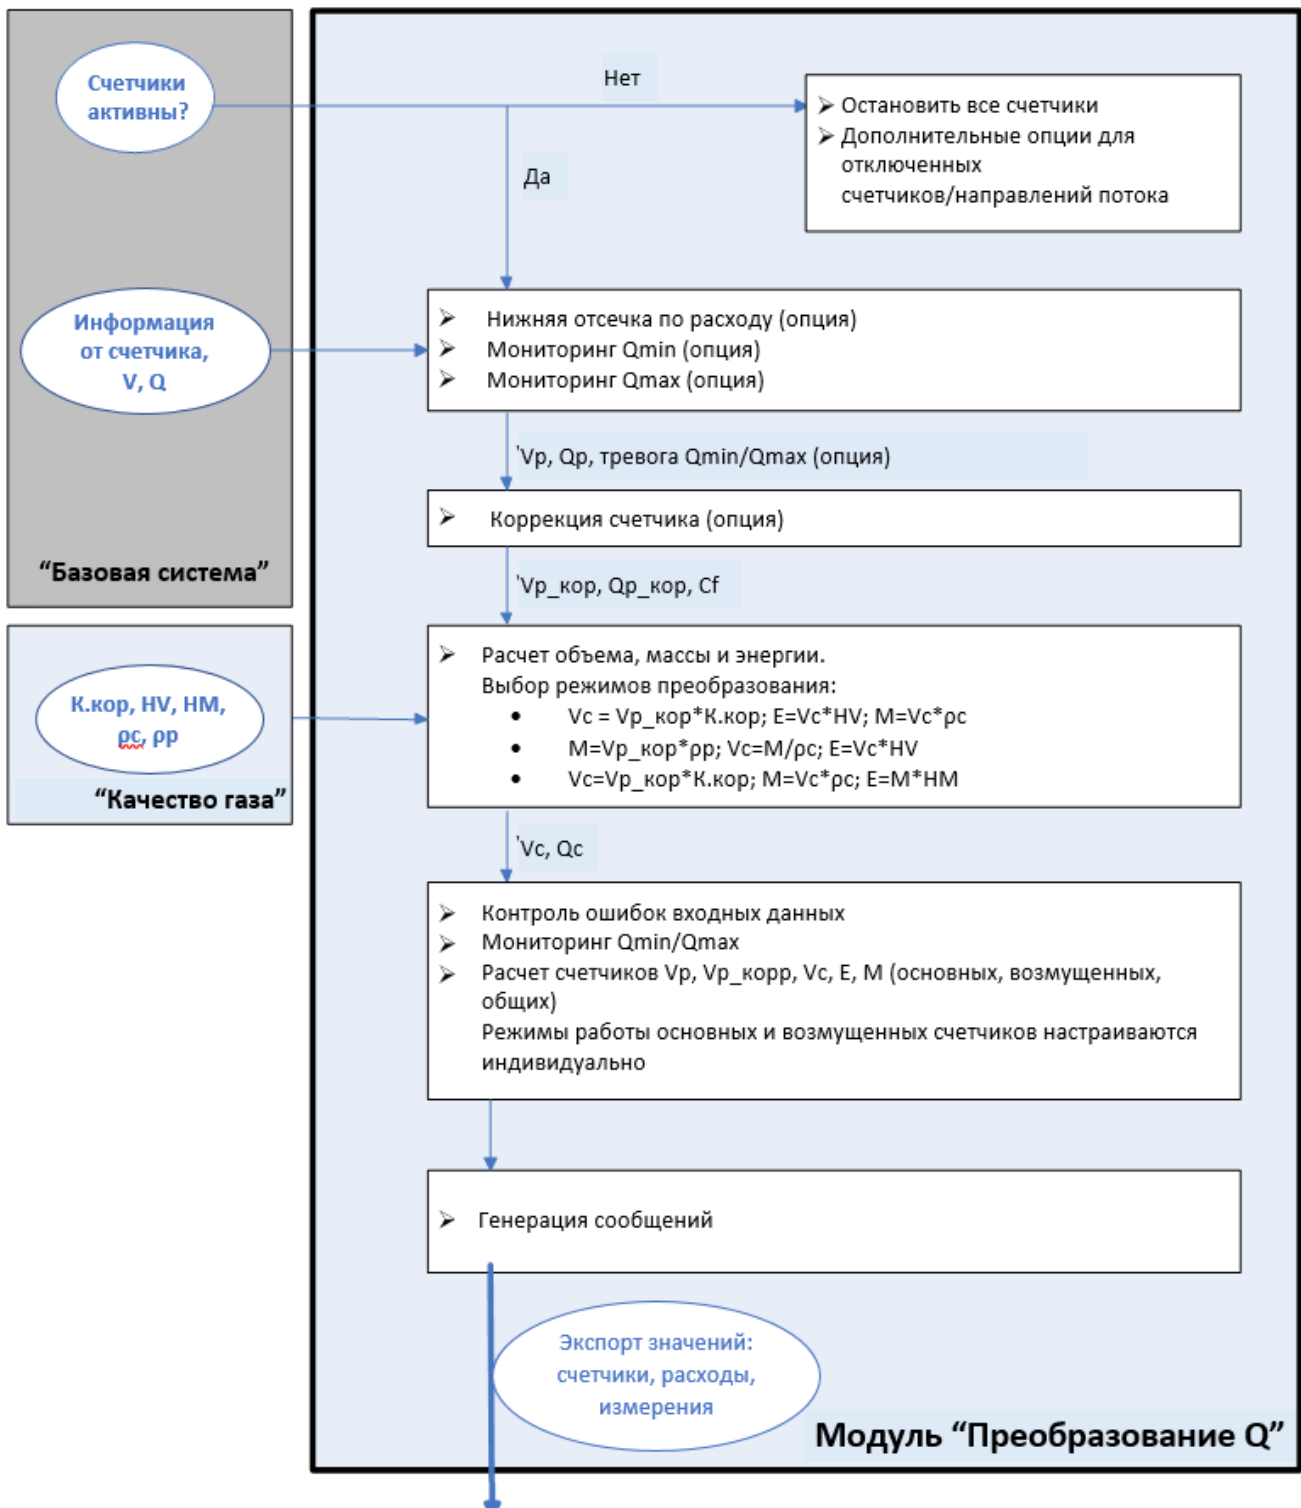 Счетчики
активны?
Нет
➢ Остановить все счетчики
➢ Дополнительные опции для
отключенных
счетчиков/направлений потока
Да
Информация
от счетчика,
V, Q
➢ Нижняя отсечка по расходу (опция)
➢ Мониторинг Qmin (опция)
➢ Мониторинг Qmax (опция)
'Vp, Qp, тревога Qmin/Qmax (опция)
➢ Коррекция счетчика (опция)
“Базовая система”
'Vp_кор, Qp_кор, Cf
К.кор, HV, HM,
ρc, ρp
“Качество газа”
➢ Расчет объема, массы и энергии.
Выбор режимов преобразования:
• Vc = Vp_кор*К.кор; E=Vc*HV; M=Vc*ρc
• M=Vp_кор*ρp; Vc=M/ρc; E=Vc*HV
• Vc=Vp_кор*К.кор; M=Vc*ρc; E=M*HM
'Vc, Qc
➢ Контроль ошибок входных данных
➢ Мониторинг Qmin/Qmax
➢ Расчет счетчиков Vp, Vp_корр, Vc, E, M (основных, возмущенных,
общих)
Режимы работы основных и возмущенных счетчиков настраиваются
индивидуально
➢ Генерация сообщений
Экспорт значений:
счетчики, расходы,
измерения
Модуль “Преобразование Q”